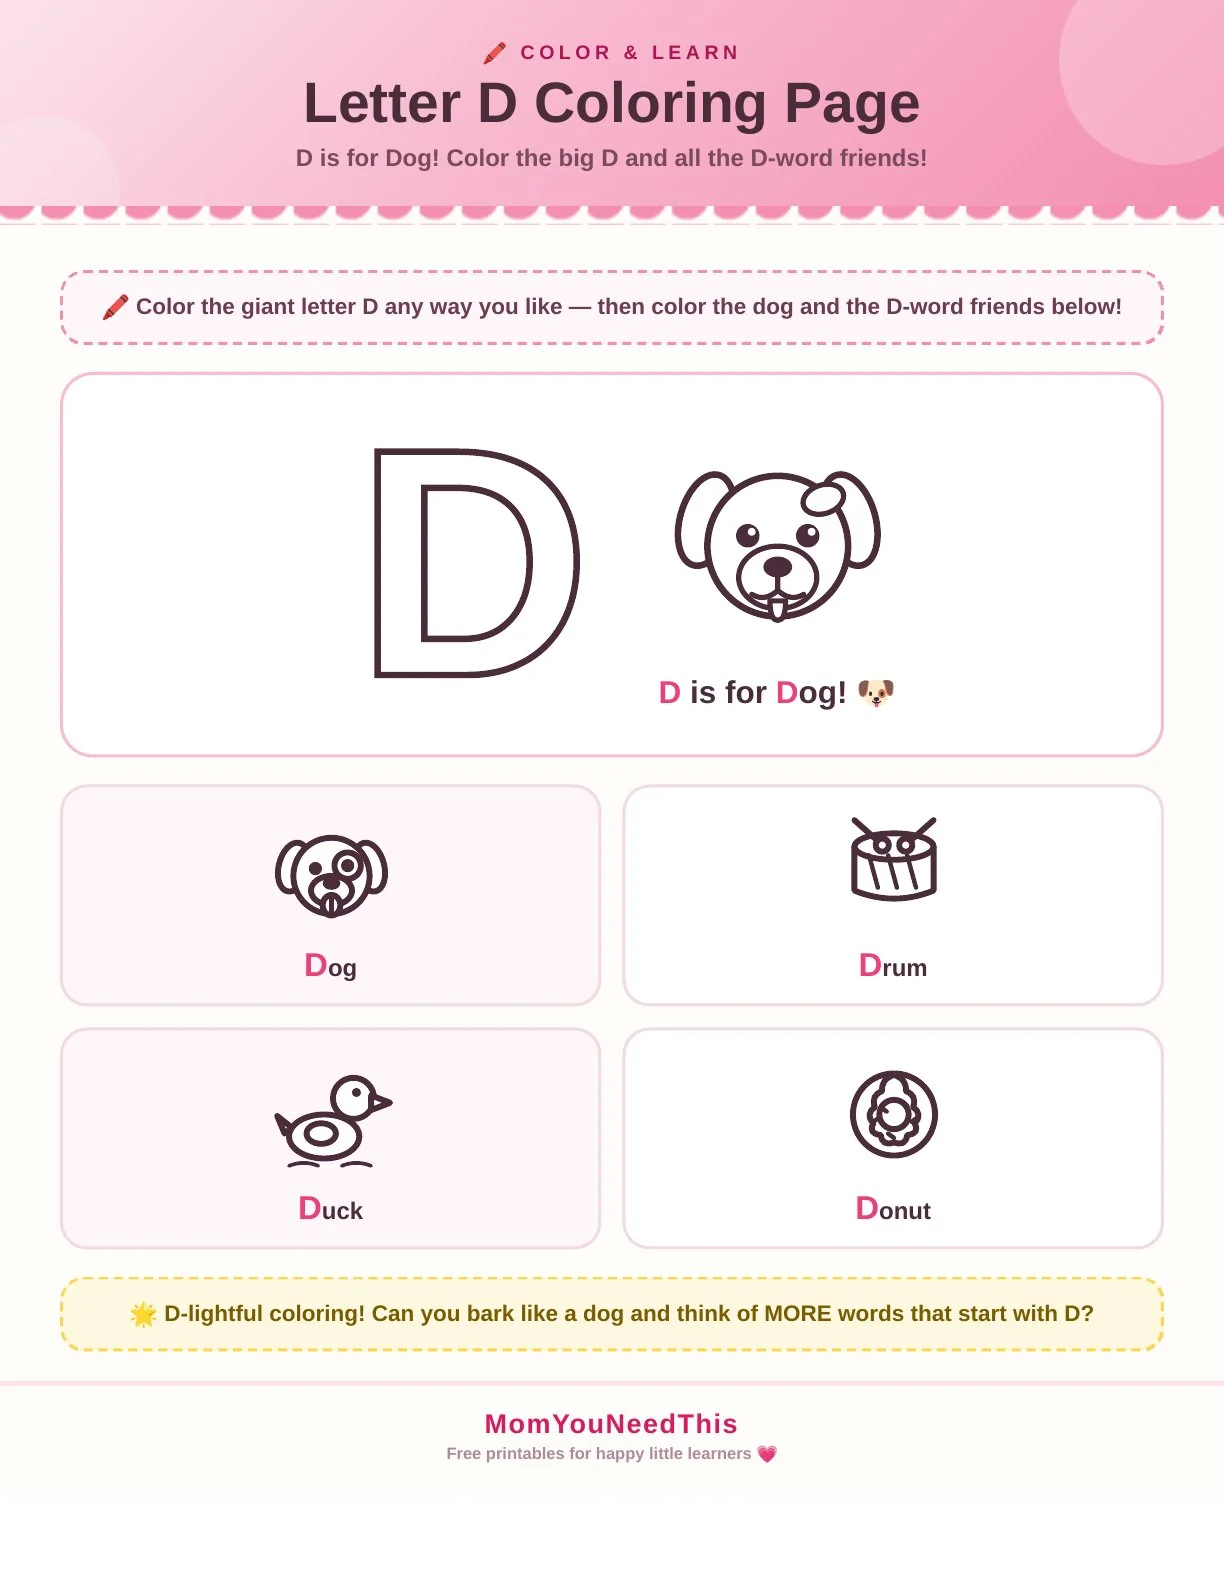 🖍️ COLOR & LEARN
Letter D Coloring Page
D is for Dog! Color the big D and all the D-word friends!
🖍️ Color the giant letter D any way you like — then color the dog and the D-word friends below!
D
D is for Dog! 🐶
Dog
Drum
Duck
Donut
🌟 D-lightful coloring! Can you bark like a dog and think of MORE words that start with D?
MomYouNeedThis
Free printables for happy little learners 💗